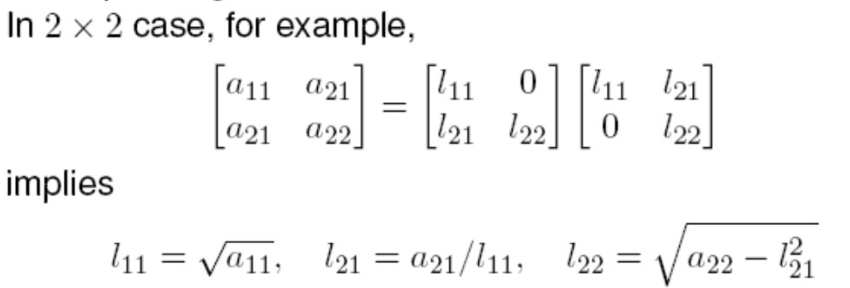 In 2 × 2 case, for example,
[a₁₁ a₂₁; a₂₁ a₂₂] = [l₁₁ 0; l₂₁ l₂₂] [l₁₁ l₂₁; 0 l₂₂]
implies
l₁₁ = √a₁₁, l₂₁ = a₂₁/l₁₁, l₂₂ = √(a₂₂ − l₂₁²)